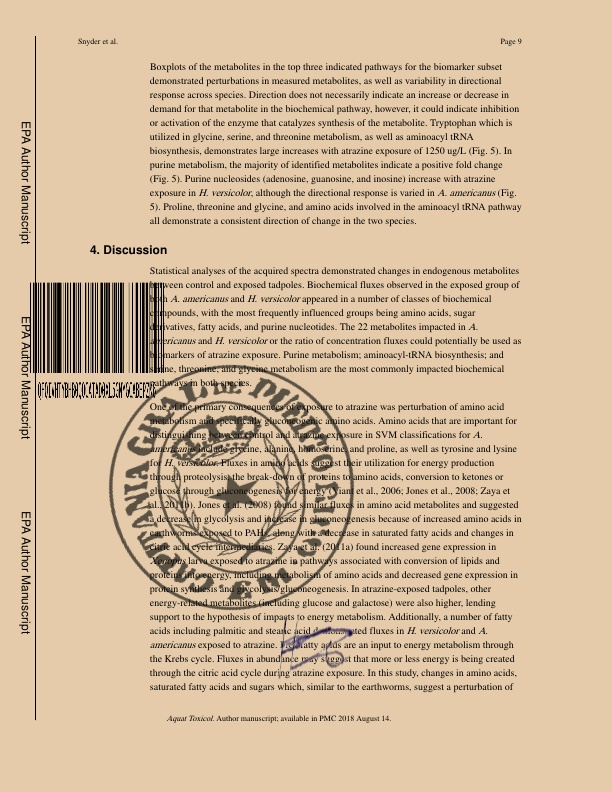 Snyder et al.
Page 9
Boxplots of the metabolites in the top three indicated pathways for the biomarker subset
demonstrated perturbations in measured metabolites, as well as variability in directional
response across species. Direction does not necessarily indicate an increase or decrease in
demand for that metabolite in the biochemical pathway, however, it could indicate inhibition
or activation of the enzyme that catalyzes synthesis of the metabolite. Tryptophan which is
utilized in glycine, serine, and threonine metabolism, as well as aminoacyl tRNA
biosynthesis, demonstrates large increases with atrazine exposure of 1250 ug/L (Fig. 5). In
purine metabolism, the majority of identified metabolites indicate a positive fold change
(Fig. 5). Purine nucleosides (adenosine, guanosine, and inosine) increase with atrazine
exposure in H. versicolor, although the directional response is varied in A. americanus (Fig.
5). Proline, threonine and glycine, and amino acids involved in the aminoacyl tRNA pathway
all demonstrate a consistent direction of change in the two species.
4. Discussion
Statistical analyses of the acquired spectra demonstrated changes in endogenous metabolites
between control and exposed tadpoles. Biochemical fluxes observed in the exposed group of
both A. americanus and H. versicolor appeared in a number of classes of biochemical
compounds, with the most frequently influenced groups being amino acids, sugar
derivatives, fatty acids, and purine nucleotides. The 22 metabolites impacted in A.
americanus and H. versicolor or the ratio of concentration fluxes could potentially be used as
biomarkers of atrazine exposure. Purine metabolism; aminoacyl-tRNA biosynthesis; and
serine, threonine, and glycine metabolism are the most commonly impacted biochemical
pathways in both species.
One of the primary consequences of exposure to atrazine was perturbation of amino acid
metabolism and specifically gluconeogenic amino acids. Amino acids that are important for
distinguishing between control and atrazine exposure in SVM classifications for A.
americanus include glycine, alanine, homoserine, and proline, as well as tyrosine and lysine
for H. versicolor. Fluxes in amino acids suggest their utilization for energy production
through proteolysis, the break-down of proteins to amino acids, conversion to ketones or
glucose through gluconeogenesis for energy (Viani et al., 2006; Jones et al., 2008; Zaya et
al., 2011b). Jones et al. (2008) found similar fluxes in amino acid metabolites and suggested
a decrease in glycolysis and increase in gluconeogenesis because of increased amino acids in
earthworms exposed to PAHs, along with a decrease in saturated fatty acids and changes in
citric acid cycle intermediaries. Zaya et al. (2011a) found increased gene expression in
Xenopus larva exposed to atrazine in pathways associated with conversion of lipids and
proteins into energy, including metabolism of amino acids and decreased gene expression in
protein synthesis and glycolysis/gluconeogenesis. In atrazine-exposed tadpoles, other
energy-related metabolites (including glucose and galactose) were also higher, lending
support to the hypothesis of impacts to energy metabolism. Additionally, a number of fatty
acids including palmitic and stearic acid demonstrated fluxes in H. versicolor and A.
americanus exposed to atrazine. Fatty acids are an input to energy metabolism through
the Krebs cycle. Fluxes in abundance may suggest that more or less energy is being created
through the citric acid cycle during atrazine exposure. In this study, changes in amino acids,
saturated fatty acids and sugars which, similar to the earthworms, suggest a perturbation of
Aquat Toxicol. Author manuscript; available in PMC 2018 August 14.
EPA Author Manuscript
EPA Author Manuscript
EPA Author Manuscript